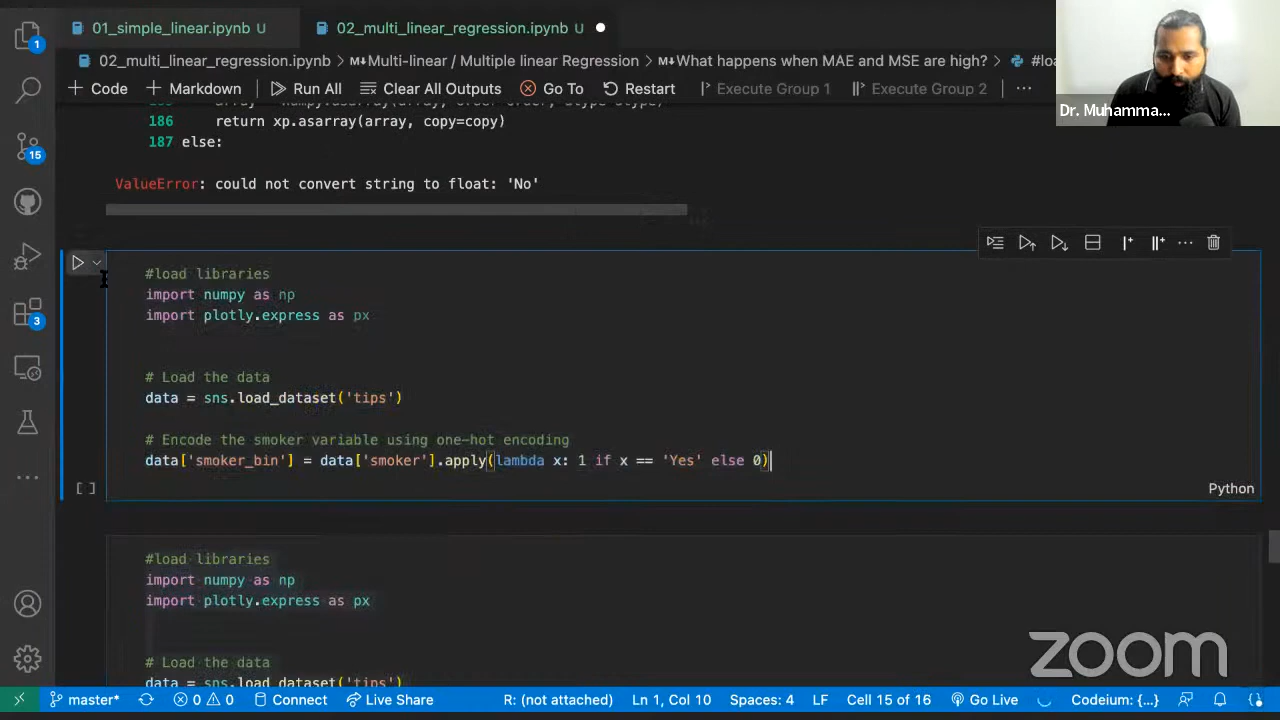 01_simple_linear.ipynb U
02_multi_linear_regression.ipynb U
02_multi_linear_regression.ipynb > Multi-linear / Multiple linear Regression > What happens when MAE and MSE are high? > #loa
+ Code + Markdown Run All Clear All Outputs Go To Restart Execute Group 1 Execute Group 2 ...
Dr. Muhamma...
186 return xp.asarray(array, copy=copy)
187 else:
ValueError: could not convert string to float: 'No'
#load libraries
import numpy as np
import plotly.express as px
# Load the data
data = sns.load_dataset('tips')
# Encode the smoker variable using one-hot encoding
data['smoker_bin'] = data['smoker'].apply(lambda x: 1 if x == 'Yes' else 0)
[ ]
Python
#load libraries
import numpy as np
import plotly.express as px
# Load the data
data = sns.load_dataset('tips')
zoom
1
15
3
master* 0 0 Connect Live Share R: (not attached) Ln 1, Col 10 Spaces: 4 LF Cell 15 of 16 Go Live Codeium: {...}